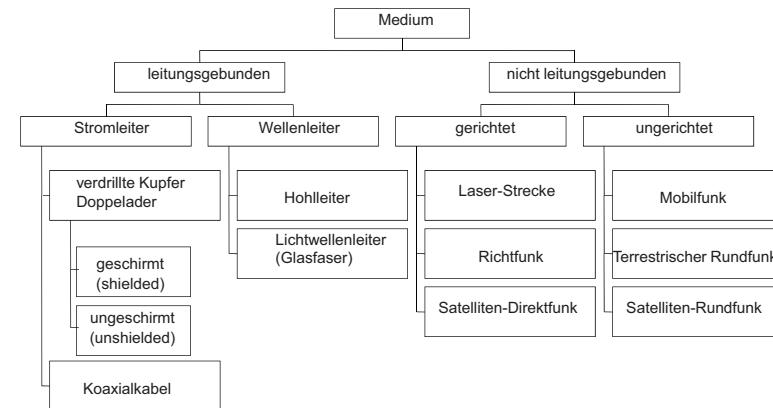 Medium
leitungsgebunden
nicht leitungsgebunden
Stromleiter
Wellenleiter
gerichtet
ungerichtet
verdrillte Kupfer
Doppelader
geschirmt
(shielded)
ungeschirmt
(unshielded)
Koaxialkabel
Hohlleiter
Lichtwellenleiter
(Glasfaser)
Laser-Strecke
Richtfunk
Satelliten-Direktfunk
Mobilfunk
Terrestrischer Rundfunk
Satelliten-Rundfunk